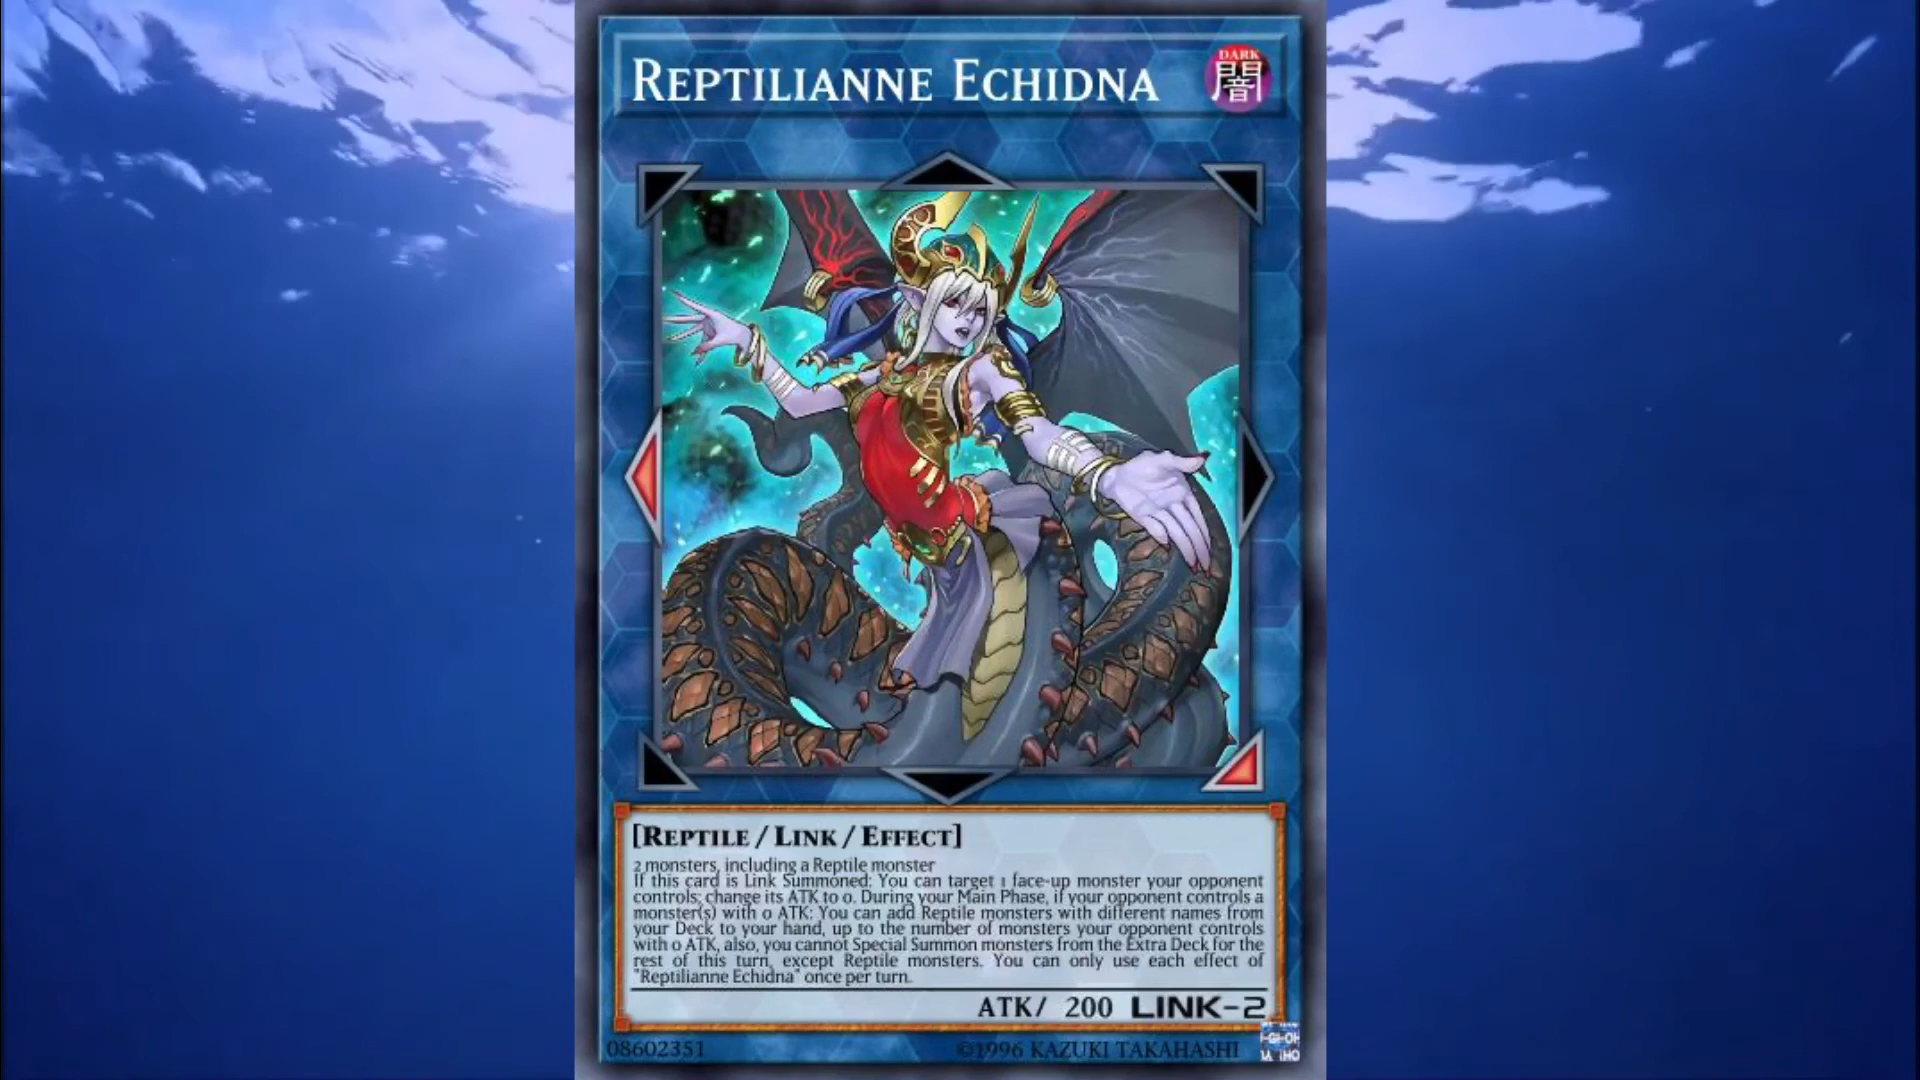 REPTILIANNE ECHIDNA
DARK
闇
[REPTILE / LINK / EFFECT]
2 monsters, including a Reptile monster
If this card is Link Summoned: You can target 1 face-up monster your opponent
controls; change its ATK to 0. During your Main Phase, if your opponent controls a
monster(s) with 0 ATK: You can add Reptile monsters with different names from
your Deck to your hand, up to the number of monsters your opponent controls
with 0 ATK, also, you cannot Special Summon monsters from the Extra Deck for the
rest of this turn, except Reptile monsters. You can only use each effect of
"Reptilianne Echidna" once per turn.
ATK/ 200 LINK-2
08602351
©1996 KAZUKI TAKAHASHI